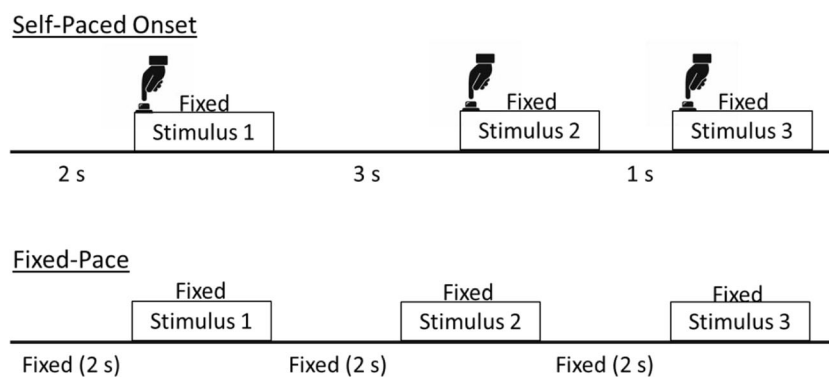 Self-Paced Onset
Fixed Fixed Fixed
Stimulus 1 Stimulus 2 Stimulus 3
2 s 3 s 1 s
Fixed-Pace
Fixed Fixed Fixed
Stimulus 1 Stimulus 2 Stimulus 3
Fixed (2 s) Fixed (2 s) Fixed (2 s)